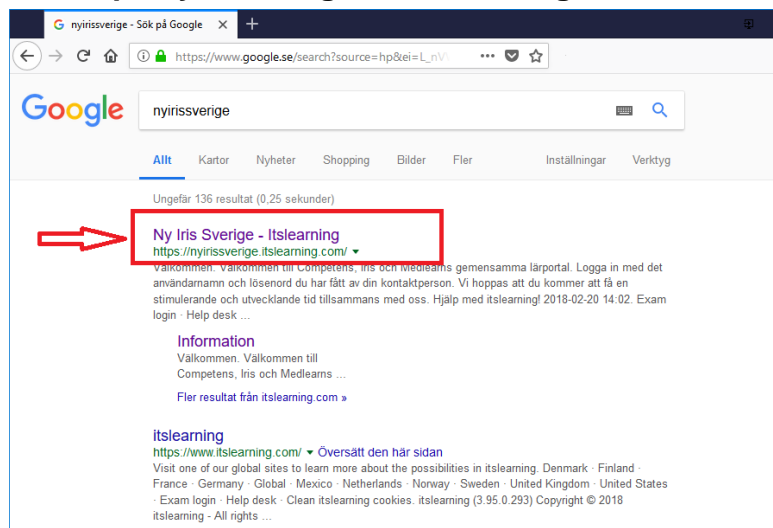 nyirissverige - Sök på Google
https://www.google.se/search?source=hp&ei=L_nV
Google
nyirissverige
Allt Kartor Nyheter Shopping Bilder Fler Inställningar Verktyg
Ungefär 136 resultat (0,25 sekunder)
Ny Iris Sverige - Itslearning
https://nyirissverige.itslearning.com/
Välkommen. Välkommen till Competens, Iris och Medlearns gemensamma lärportal. Logga in med det
användarnamn och lösenord du har fått av din kontaktperson. Vi hoppas att du kommer att få en
stimulerande och utvecklande tid tillsammans med oss. Hjälp med itslearning! 2018-02-20 14:02. Exam
login · Help desk ...
Information
Välkommen. Välkommen till
Competens, Iris och Medlearns ...
Fler resultat från itslearning.com »
itslearning
https://www.itslearning.com/ Översätt den här sidan
Visit one of our global sites to learn more about the possibilities in itslearning. Denmark · Finland ·
France · Germany · Global · Mexico · Netherlands · Norway · Sweden · United Kingdom · United States
· Exam login · Help desk · Clean itslearning cookies. itslearning (3.95.0.293) Copyright © 2018
itslearning - All rights ...